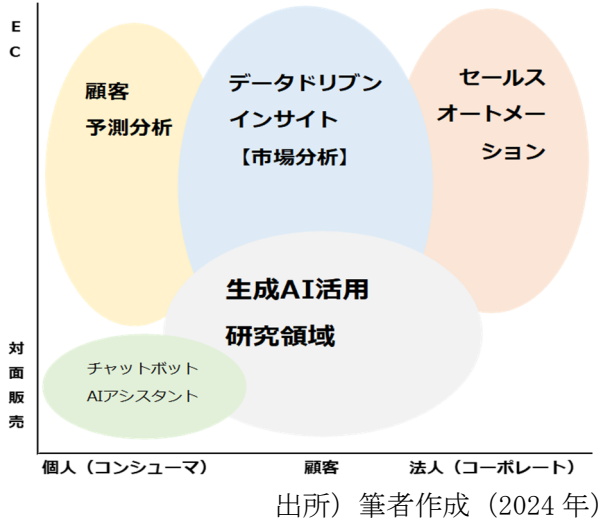 EC
顧客
予測分析
データドリブン
インサイト
【市場分析】
セールス
オートメー
ション
生成AI活用
研究領域
対面販売
チャットボット
AIアシスタント
個人（コンシューマ）
顧客
法人（コーポレート）
出所）筆者作成（2024 年）